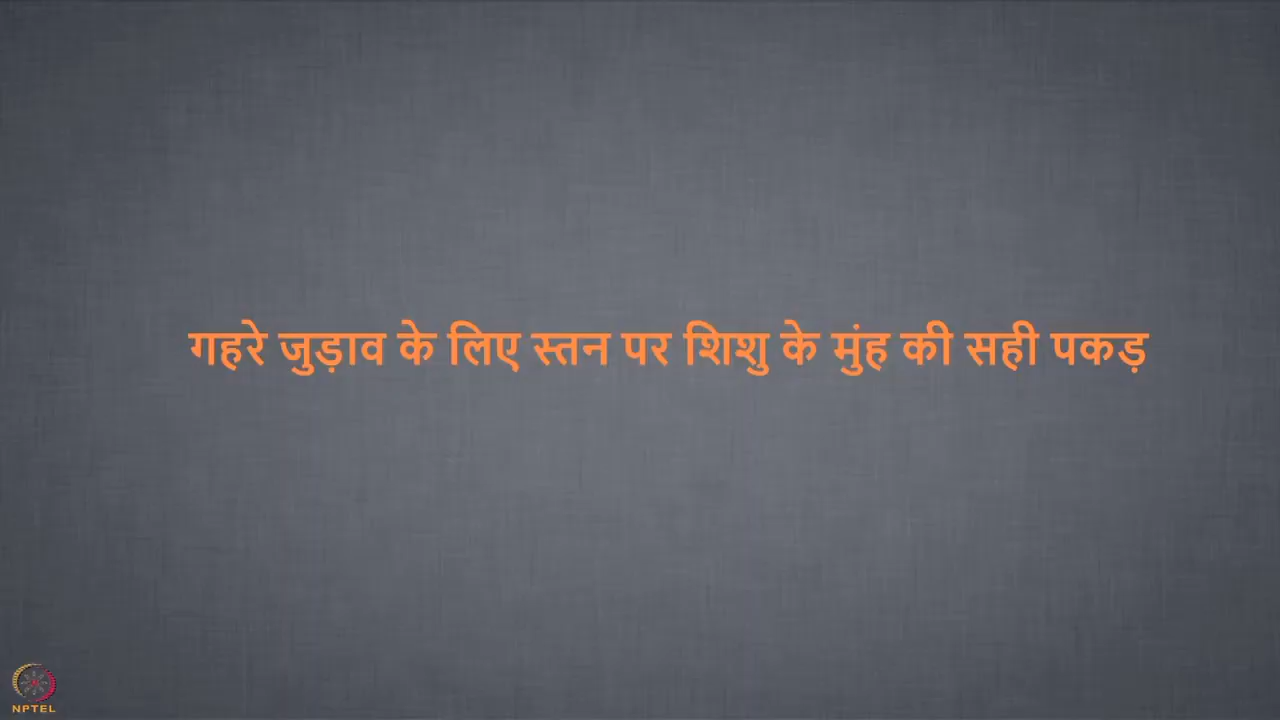 गहरे जुड़ाव के लिए स्तन पर शिशु के मुंह की सही पकड़
NPTEL